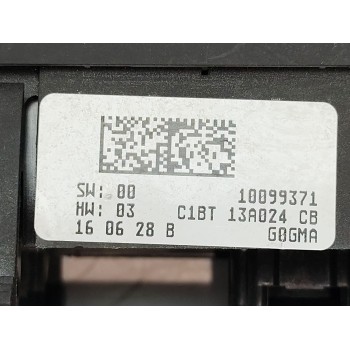 SW: 00 10099371
HW: 03 C1BT 13A024 CB
16 06 28 B G0GMA